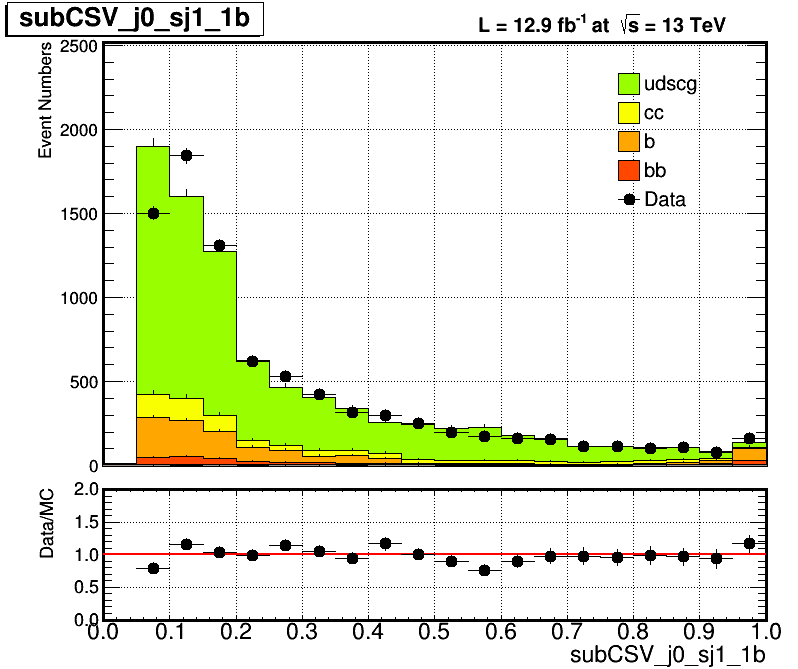 subCSV_j0_sj1_1b
L = 12.9 fb-1 at √s = 13 TeV
Event Numbers
2500
2000
1500
1000
500
0
udscg
cc
b
bb
Data
Data/MC
2.0
1.5
1.0
0.5
0.0
0.0 0.1 0.2 0.3 0.4 0.5 0.6 0.7 0.8 0.9 1.0
subCSV_j0_sj1_1b